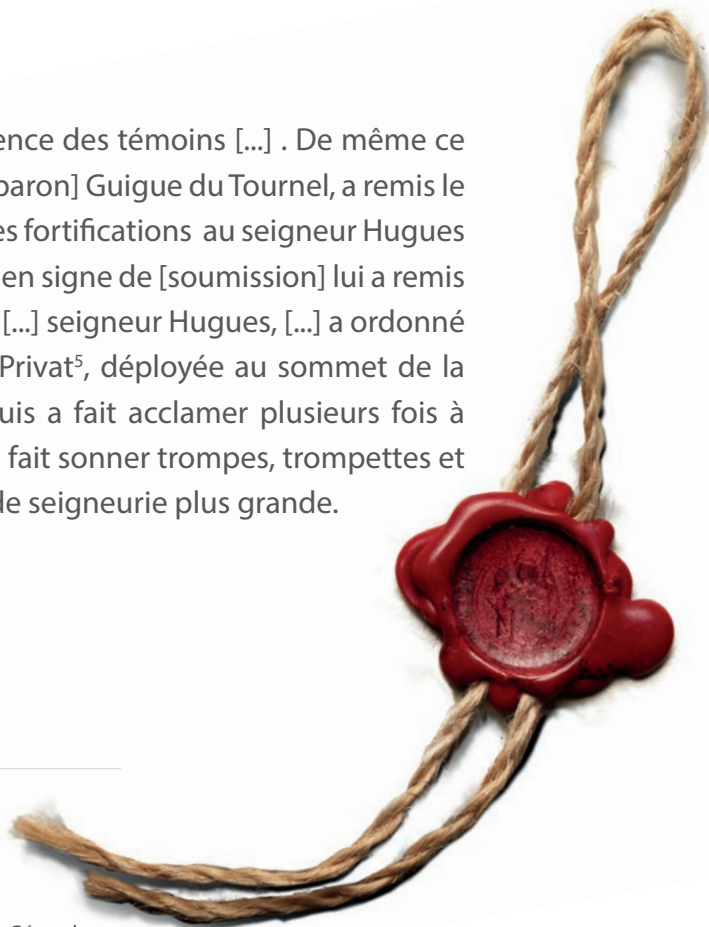 ence des témoins [...] . De même ce
baron] Guigue du Tournel, a remis le
es fortifications au seigneur Hugues
en signe de [soumission] lui a remis
[...] seigneur Hugues, [...] a ordonné
Privat⁵, déployée au sommet de la
uis a fait acclamer plusieurs fois à
fait sonner trompes, trompettes et
de seigneurie plus grande.